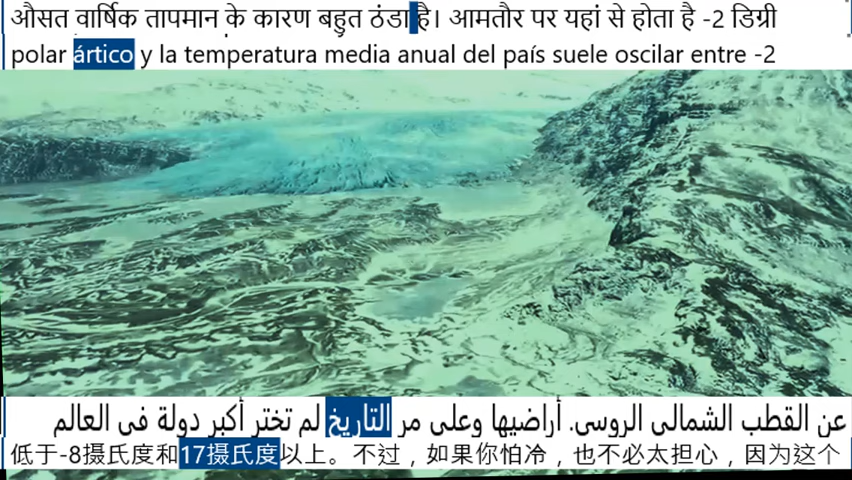 औसत वार्षिक तापमान के कारण बहुत ठंडा है। आमतौर पर यहां से होता है -2 डिग्री
polar ártico y la temperatura media anual del país suele oscilar entre -2
عن القطب الشمالي الروسي. أراضيها وعلى مر التاريخ لم تختر أكبر دولة في العالم
低于-8摄氏度和17摄氏度以上。不过，如果你怕冷，也不必太担心，因为这个